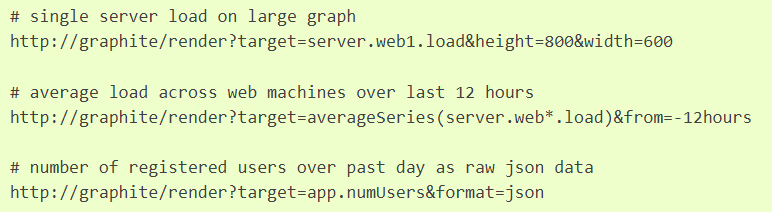 # single server load on large graph
http://graphite/render?target=server.web1.load&height=800&width=600
# average load across web machines over last 12 hours
http://graphite/render?target=averageSeries(server.web*.load)&from=-12hours
# number of registered users over past day as raw json data
http://graphite/render?target=app.numUsers&format=json